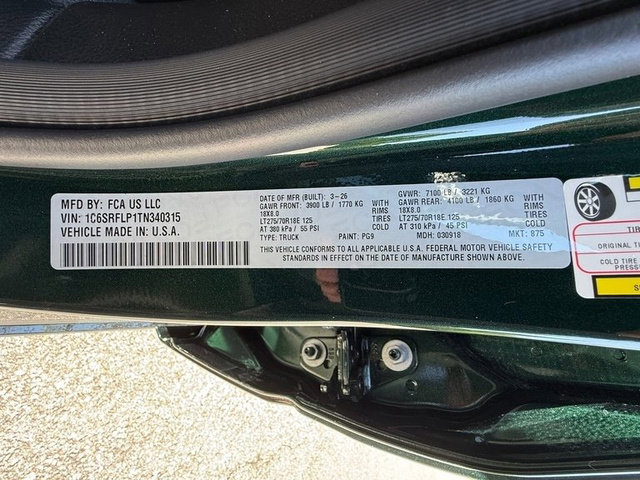 MFD BY: FCA US LLC
VIN: 1C6SRFLP1TN340315
VEHICLE MADE IN: U.S.A.
DATE OF MFR (BUILT): 3-26
GAWR FRONT: 3900 LB / 1770 KG
18X8.0
LT275/70R18E 125
AT 380 kPa / 55 PSI
TYPE: TRUCK
RIMS
TIRES
COLD
PAINT: PG9
GVWR: 7100 LB / 3221 KG
GAWR REAR: 4100 LB / 1860 KG
18X8.0
LT275/70R18E 125
AT 310 kPa / 45 PSI
MDH: 030918
RIMS
TIRES
COLD
MKT: 875
THIS VEHICLE CONFORMS TO ALL APPLICABLE U.S.A. FEDERAL MOTOR VEHICLE SAFETY
STANDARDS IN EFFECT ON THE DATE OF MANUFACTURE SHOWN ABOVE.
TIR
ORIGINAL TI
COLD TIRE
PRESS